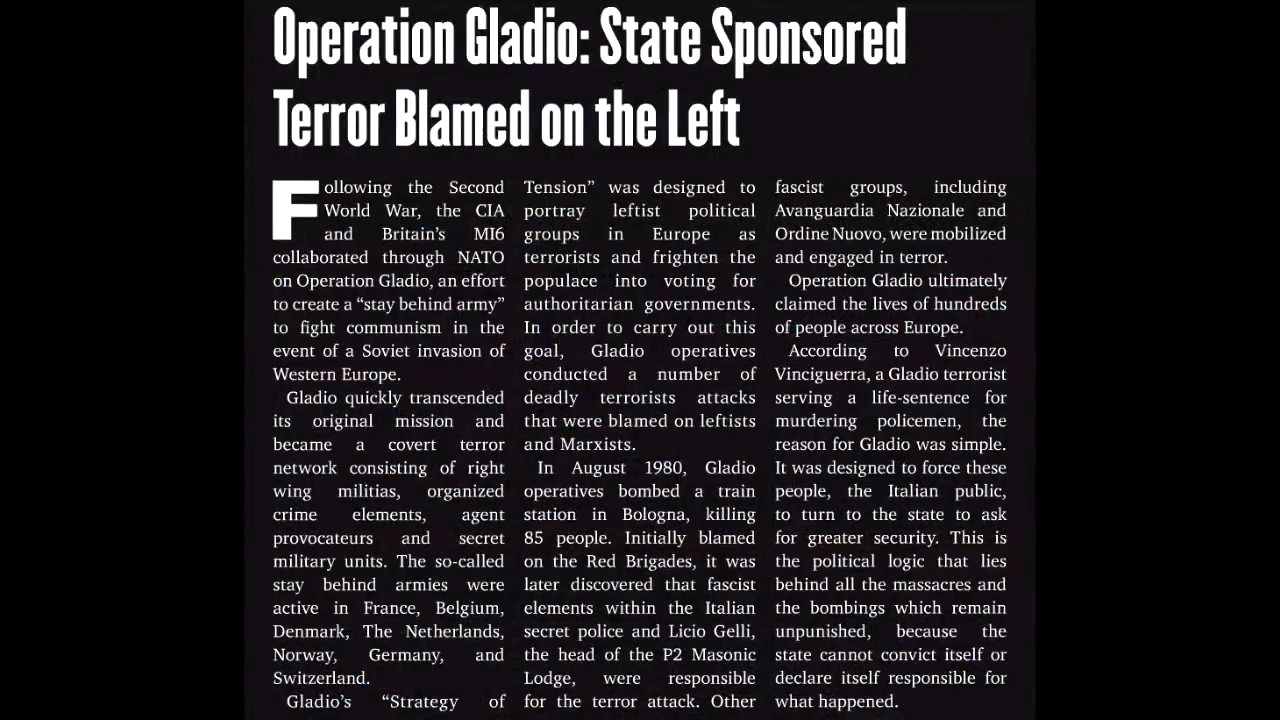 Operation Gladio: State Sponsored
Terror Blamed on the Left
Following the Second
World War, the CIA
and Britain's MI6
collaborated through NATO
on Operation Gladio, an effort
to create a “stay behind army”
to fight communism in the
event of a Soviet invasion of
Western Europe.
Gladio quickly transcended
its original mission and
became a covert terror
network consisting of right
wing militias, organized
crime elements, agent
provocateurs and secret
military units. The so-called
stay behind armies were
active in France, Belgium,
Denmark, The Netherlands,
Norway, Germany, and
Switzerland.
Gladio's “Strategy of
Tension” was designed to
portray leftist political
groups in Europe as
terrorists and frighten the
populace into voting for
authoritarian governments.
In order to carry out this
goal, Gladio operatives
conducted a number of
deadly terrorists attacks
that were blamed on leftists
and Marxists.
In August 1980, Gladio
operatives bombed a train
station in Bologna, killing
85 people. Initially blamed
on the Red Brigades, it was
later discovered that fascist
elements within the Italian
secret police and Licio Gelli,
the head of the P2 Masonic
Lodge, were responsible
for the terror attack. Other
fascist groups, including
Avanguardia Nazionale and
Ordine Nuovo, were mobilized
and engaged in terror.
Operation Gladio ultimately
claimed the lives of hundreds
of people across Europe.
According to Vincenzo
Vinciguerra, a Gladio terrorist
serving a life-sentence for
murdering policemen, the
reason for Gladio was simple.
It was designed to force these
people, the Italian public,
to turn to the state to ask
for greater security. This is
the political logic that lies
behind all the massacres and
the bombings which remain
unpunished, because the
state cannot convict itself or
declare itself responsible for
what happened.